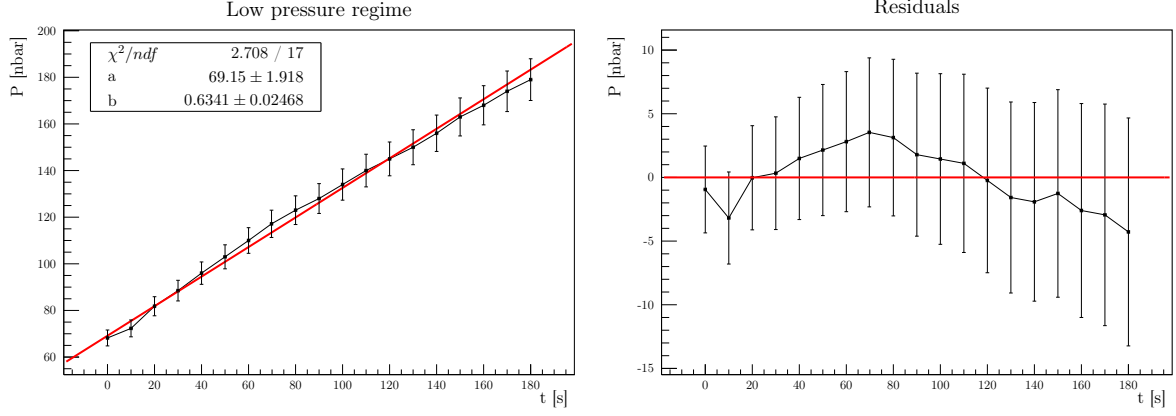 Low pressure regime
P [nbar]
χ²/ndf 2.708 / 17
a 69.15 ± 1.918
b 0.6341 ± 0.02468
200
180
160
140
120
100
80
60
0 20 40 60 80 100 120 140 160 180
t [s]
Residuals
P [nbar]
10
5
0
-5
-10
-15
0 20 40 60 80 100 120 140 160 180
t [s]